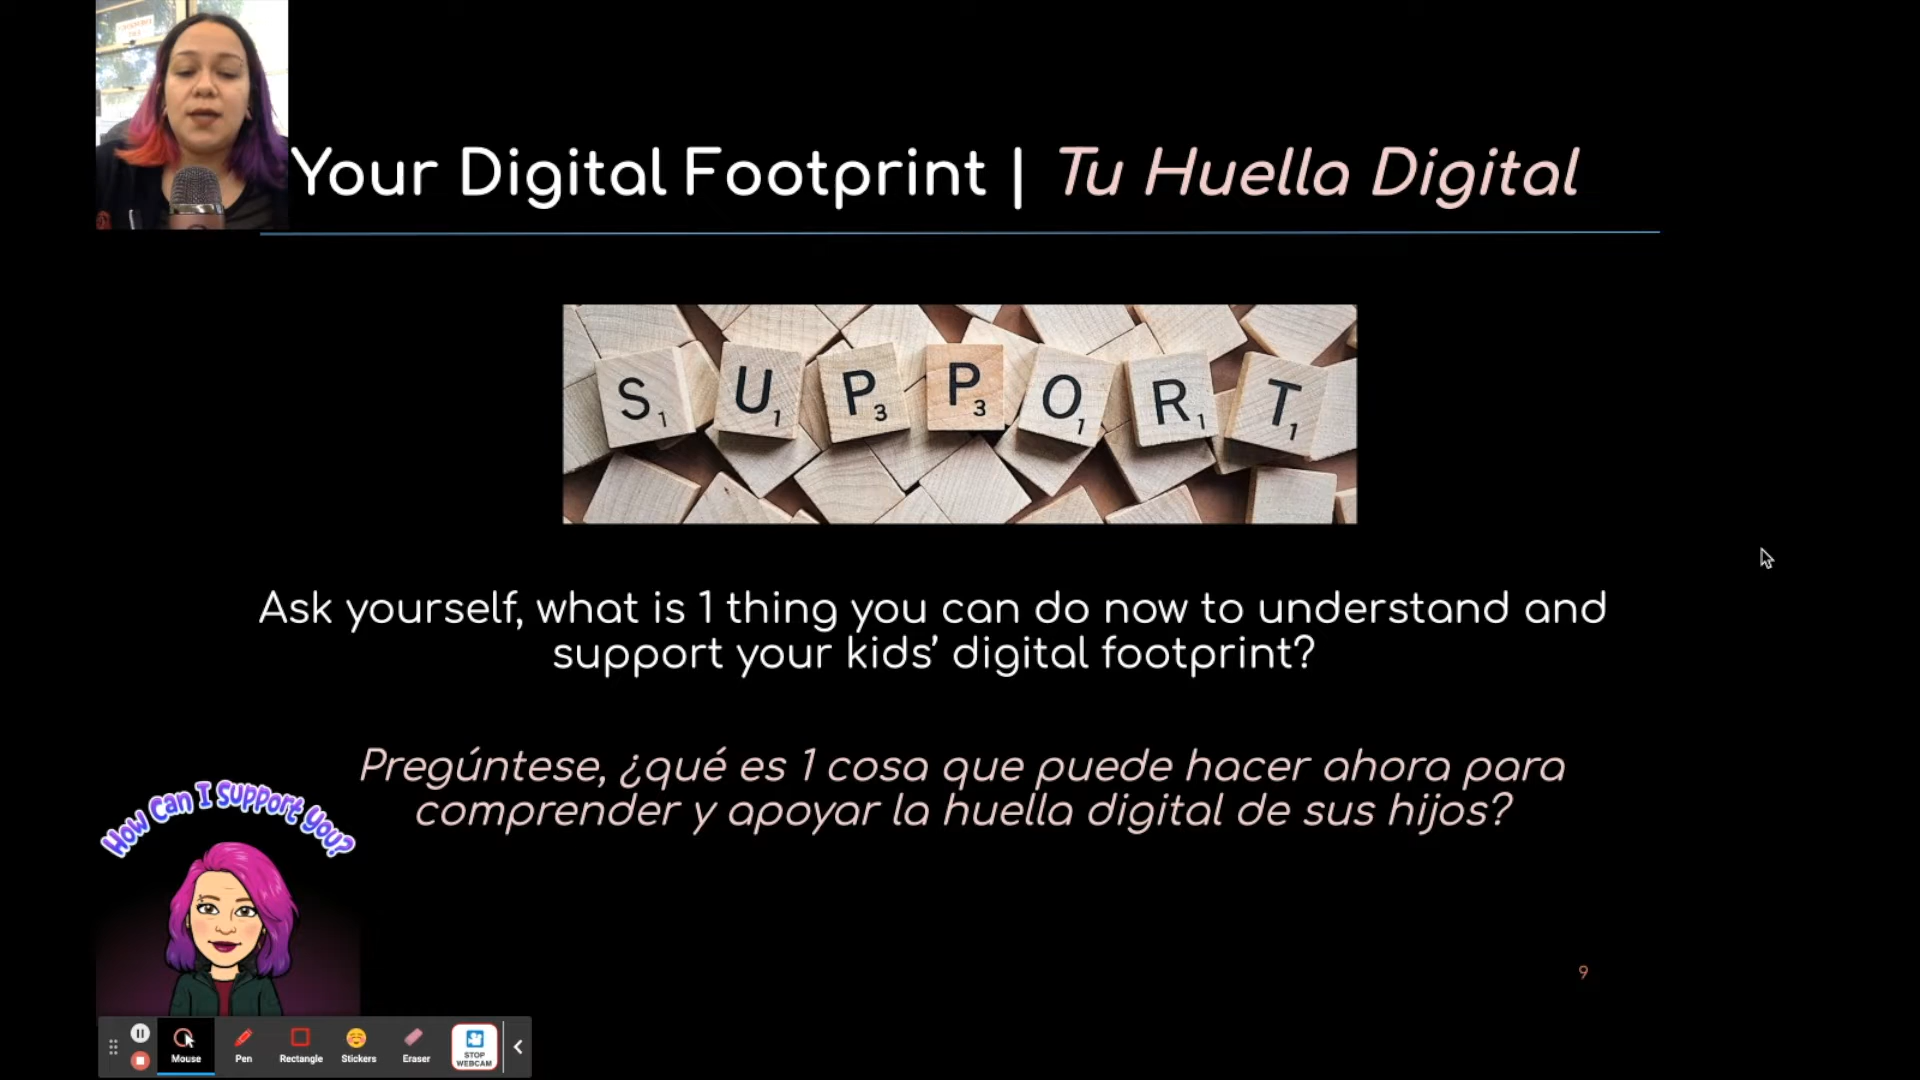 Your Digital Footprint | Tu Huella Digital
S1 U1 P3 P3 O1 R1 T1
Ask yourself, what is 1 thing you can do now to understand and
support your kids’ digital footprint?
Pregúntese, ¿qué es 1 cosa que puede hacer ahora para
comprender y apoyar la huella digital de sus hijos?
How Can I Support You?
9
Mouse
Pen
Rectangle
Stickers
Eraser
STOP
WEBCAM